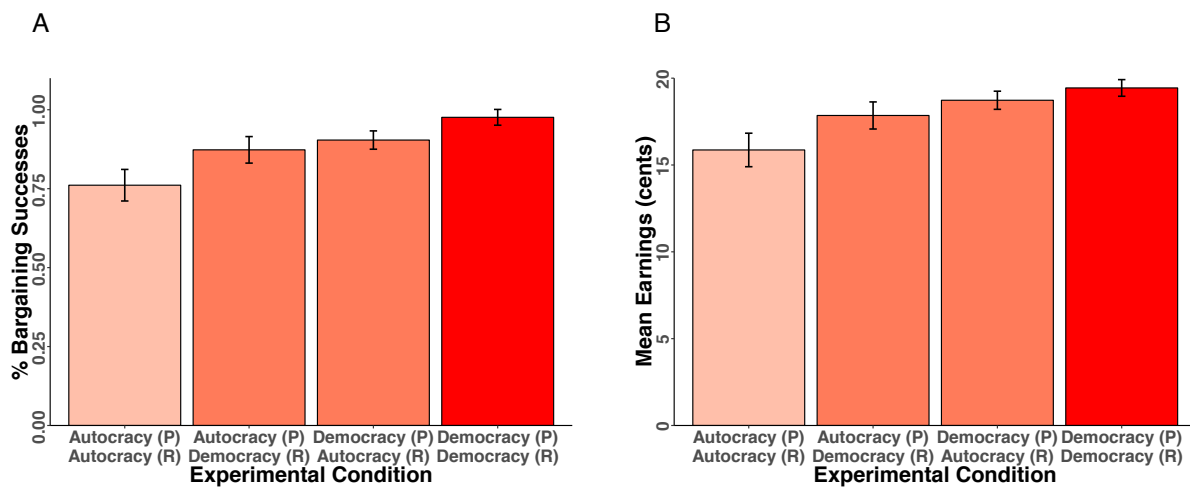 A
% Bargaining Successes
1.00
0.75
0.50
0.25
0.00
Autocracy (P) Autocracy (P) Democracy (P) Democracy (P)
Autocracy (R) Democracy (R) Autocracy (R) Democracy (R)
Experimental Condition
B
Mean Earnings (cents)
20
15
10
5
0
Autocracy (P) Autocracy (P) Democracy (P) Democracy (P)
Autocracy (R) Democracy (R) Autocracy (R) Democracy (R)
Experimental Condition